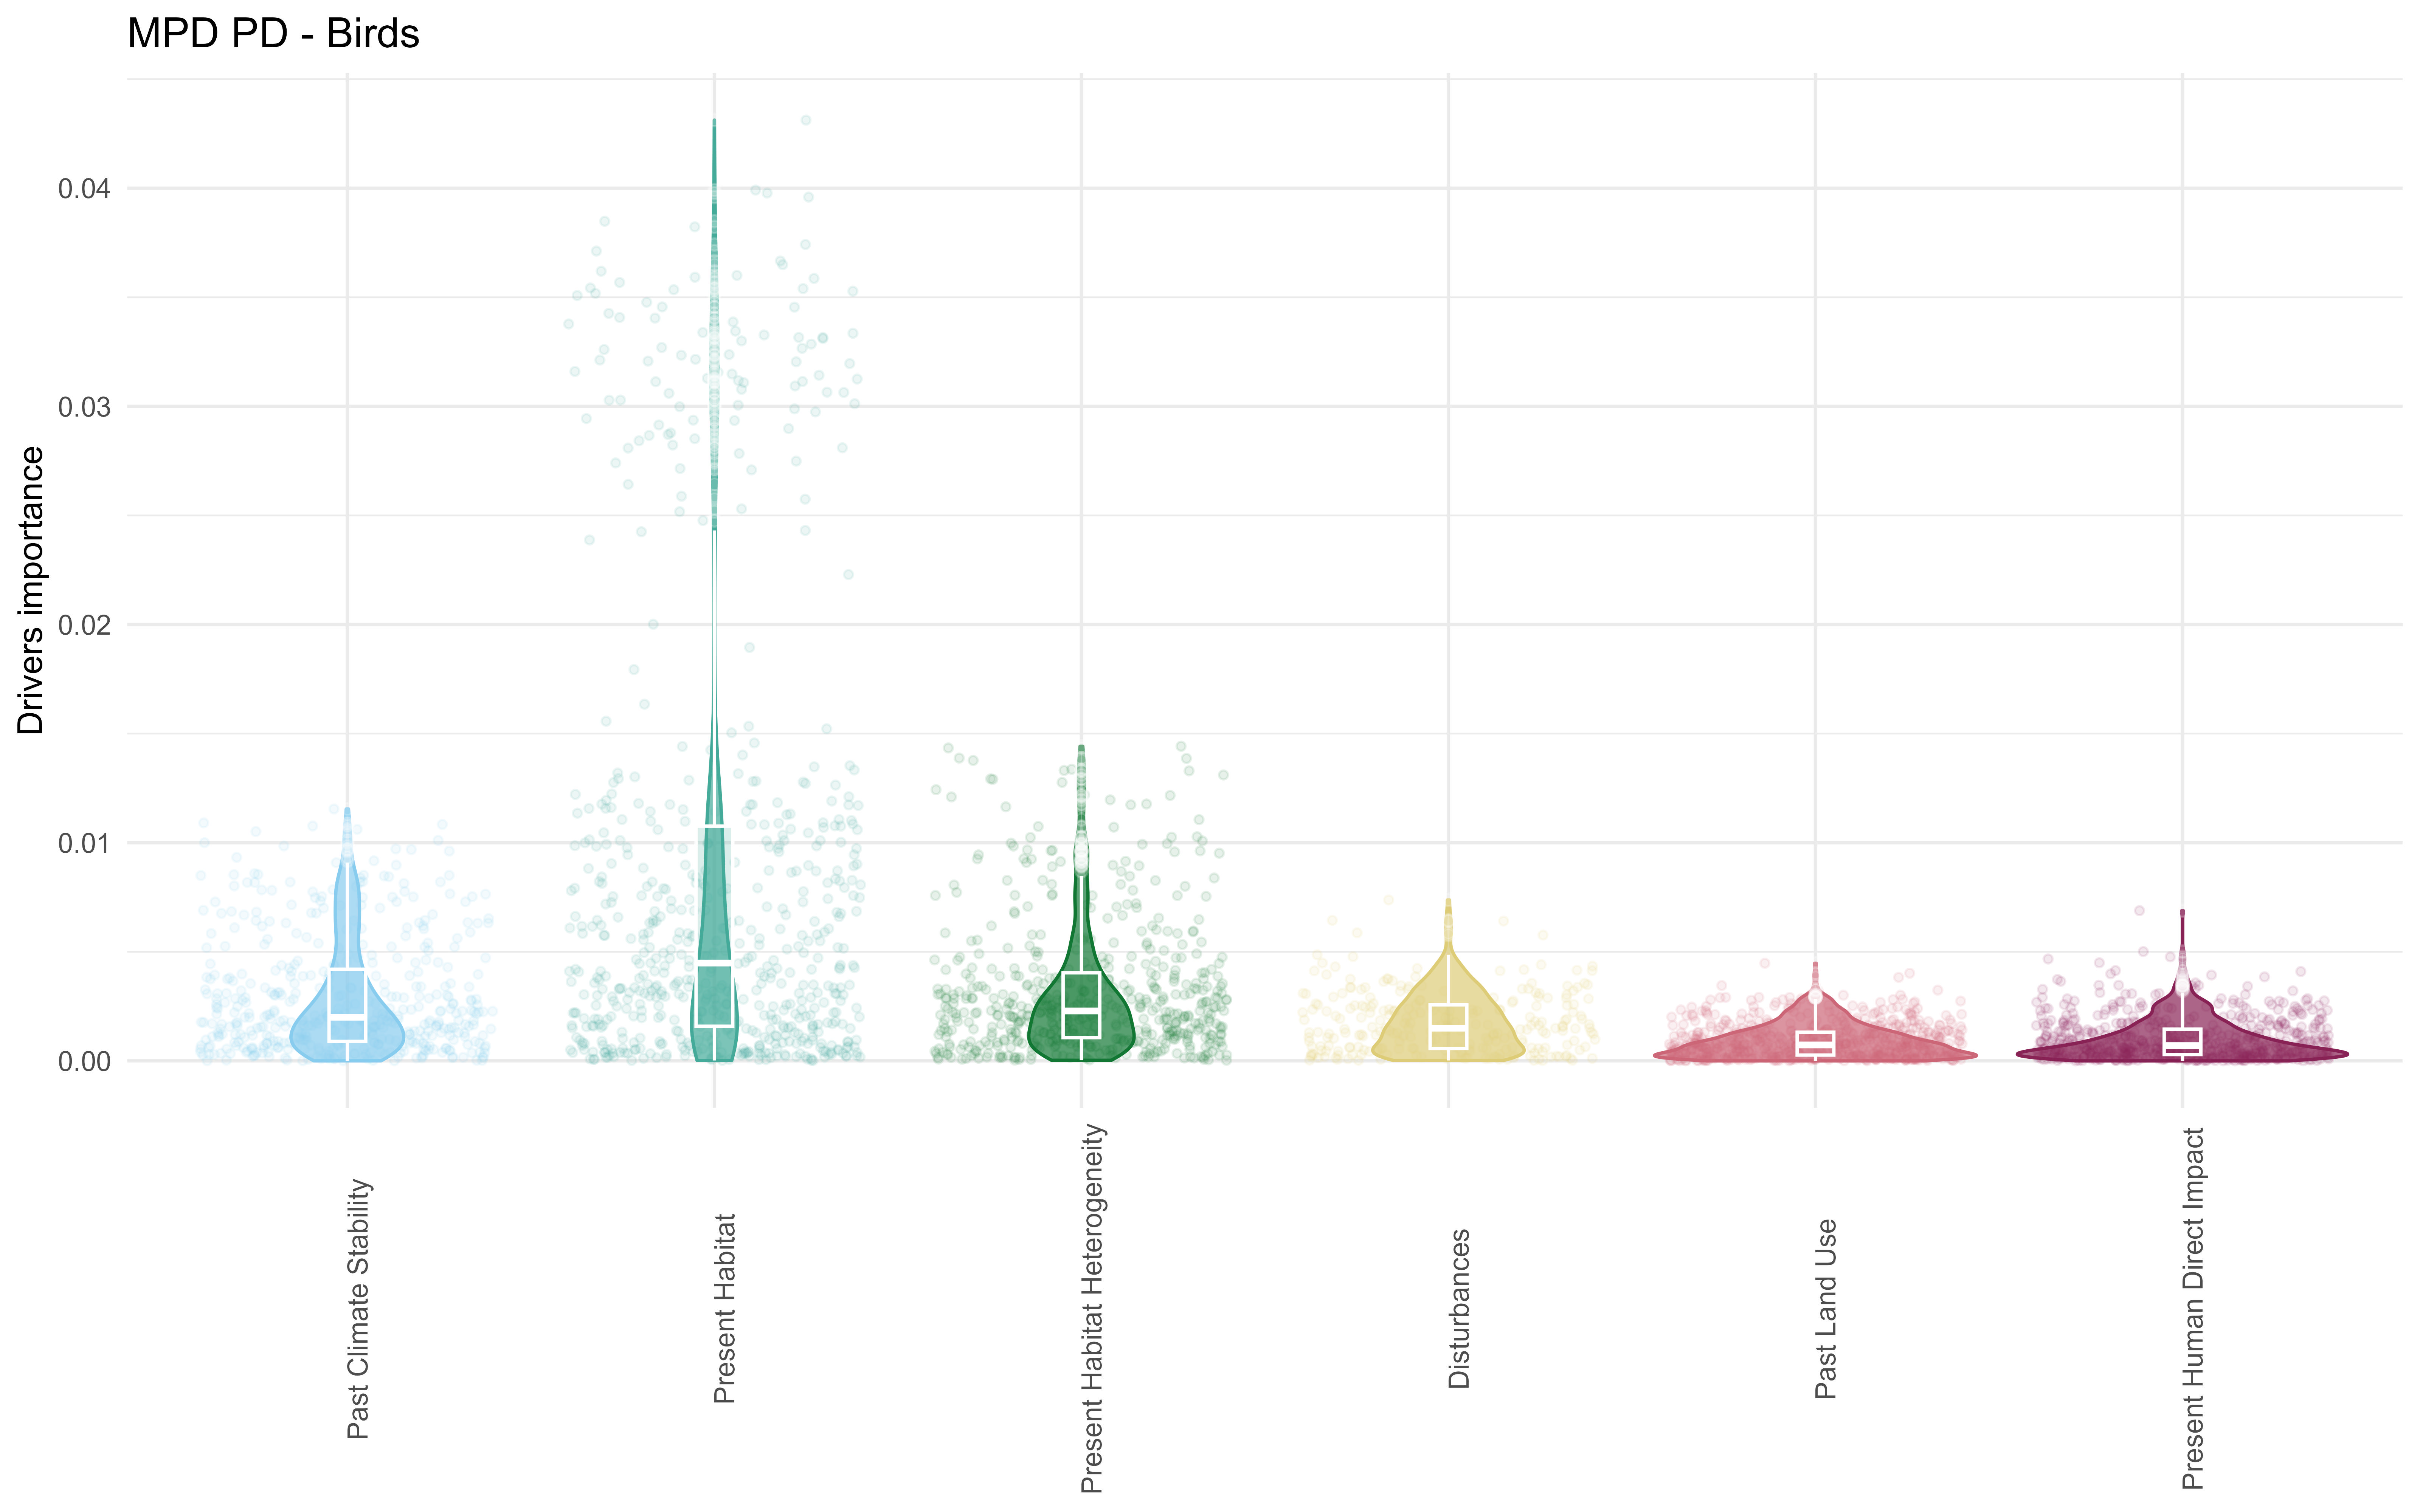 MPD PD - Birds
Drivers importance
0.04
0.03
0.02
0.01
0.00
Past Climate Stability
Present Habitat
Present Habitat Heterogeneity
Disturbances
Past Land Use
Present Human Direct Impact